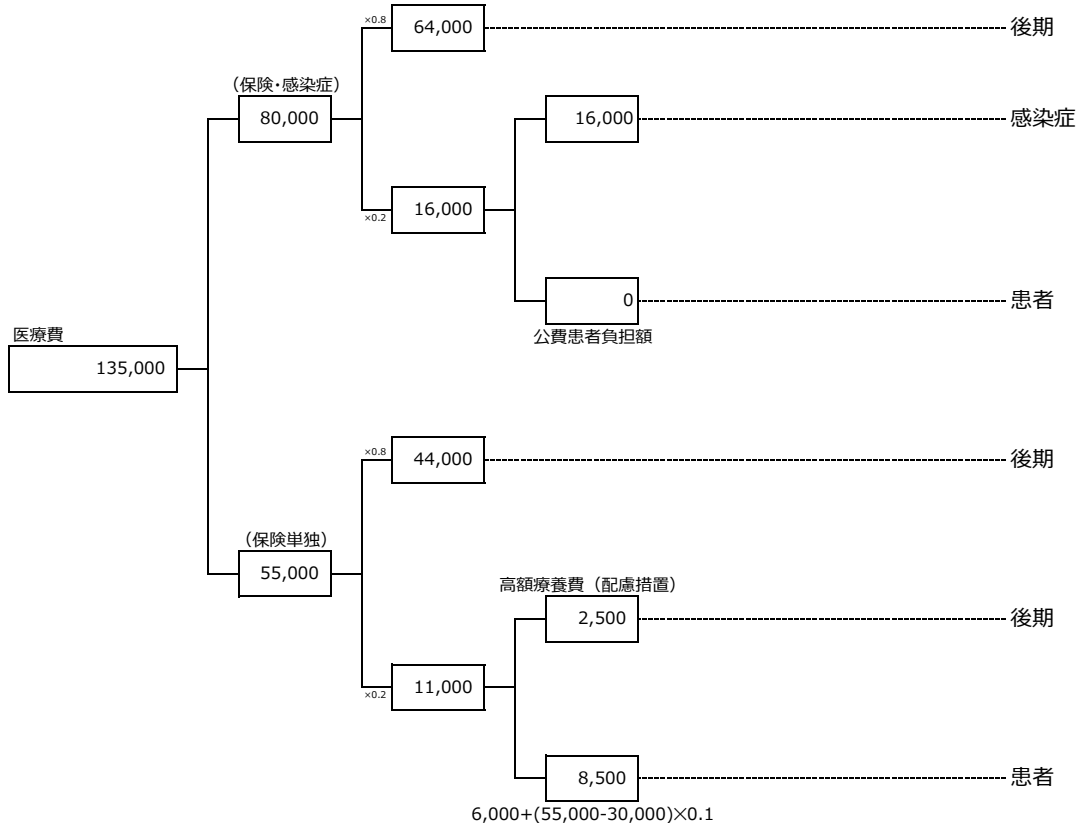 ×0.8
64,000
後期
（保険・感染症）
80,000
16,000
感染症
×0.2
16,000
0
患者
公費患者負担額
医療費
135,000
×0.8
44,000
後期
（保険単独）
55,000
高額療養費（配慮措置）
2,500
後期
×0.2
11,000
8,500
患者
6,000+(55,000-30,000)×0.1